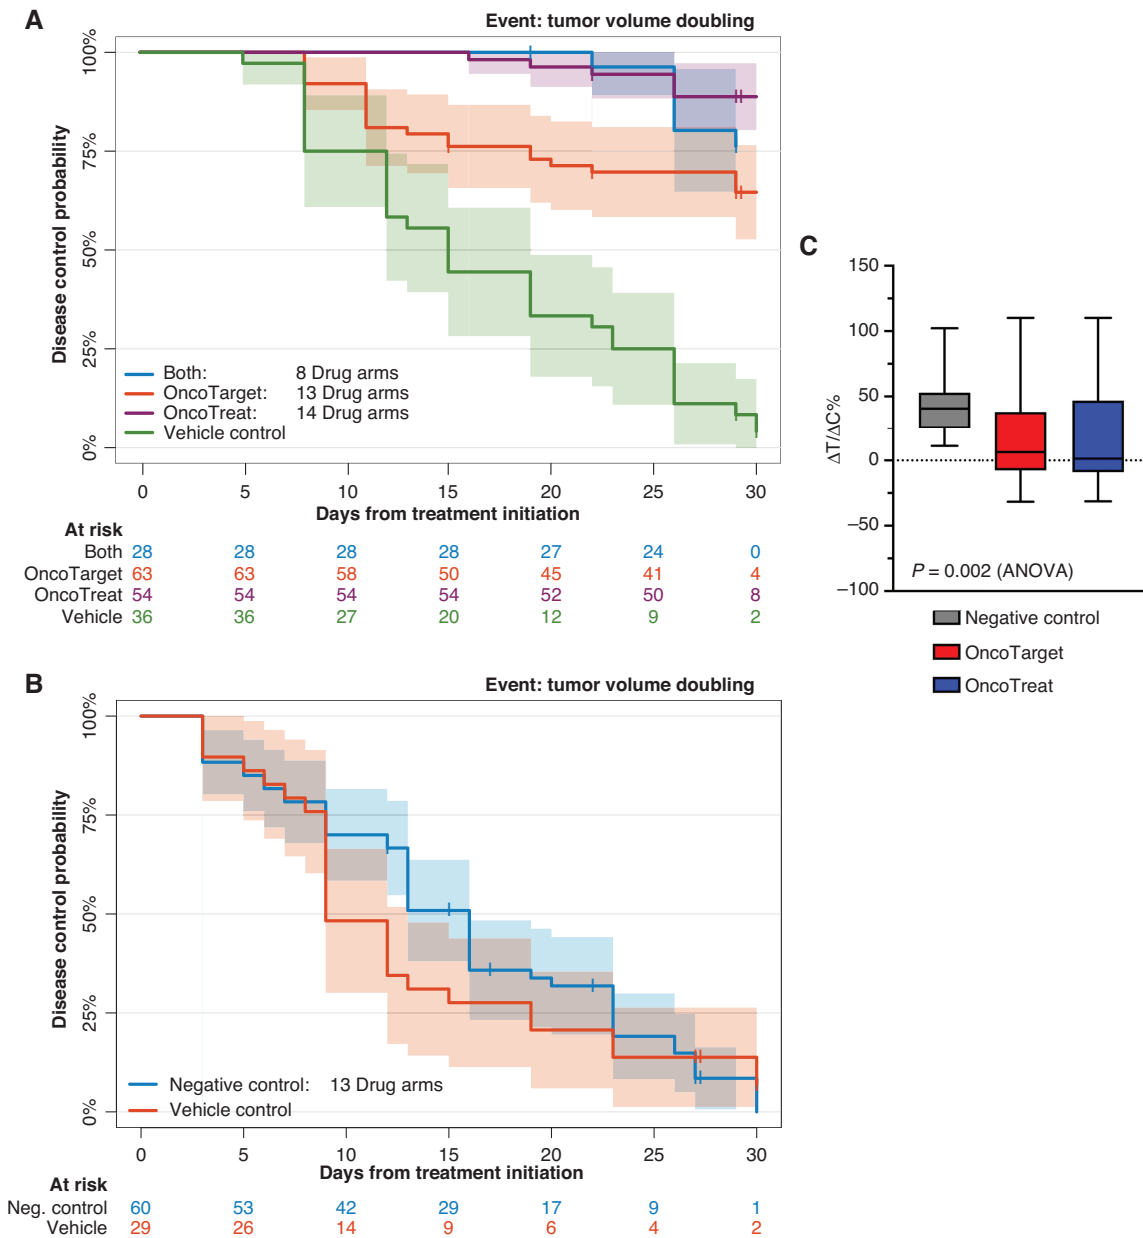 A
Event: tumor volume doubling
Disease control probability
100%
75%
50%
25%
0%
Both: 8 Drug arms
OncoTarget: 13 Drug arms
OncoTreat: 14 Drug arms
Vehicle control
0 5 10 15 20 25 30
Days from treatment initiation
At risk
Both 28 28 28 28 27 24 0
OncoTarget 63 63 58 50 45 41 4
OncoTreat 54 54 54 54 52 50 8
Vehicle 36 36 27 20 12 9 2
B
Event: tumor volume doubling
Disease control probability
100%
75%
50%
25%
0%
Negative control: 13 Drug arms
Vehicle control
0 5 10 15 20 25 30
Days from treatment initiation
At risk
Neg. control 60 53 42 29 17 9 1
Vehicle 29 26 14 9 6 4 2
C
ΔT/ΔC%
150
100
50
0
−50
−100
P = 0.002 (ANOVA)
Negative control
OncoTarget
OncoTreat